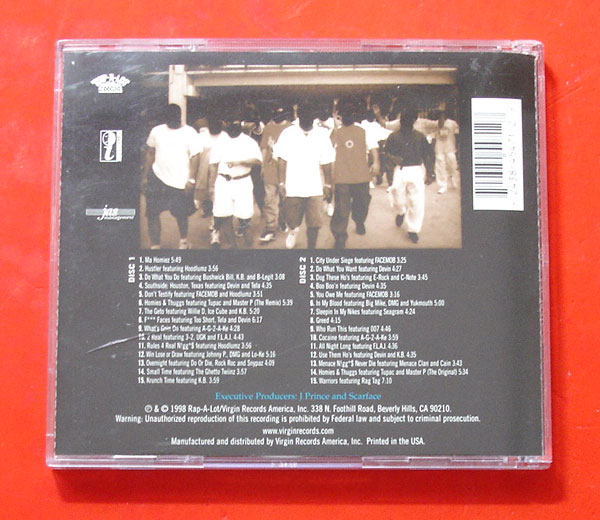 RAP-A-LOT
RECORDS
jas
management
DISC 1
1. Ma Homiez 5:49
2. Hustler featuring Hoodlumz 3:56
3. Do What You Do featuring Bushwick Bill, K.B. and B-Legit 3:08
4. Southside: Houston, Texas featuring Devin and Tela 4:35
5. Don't Testify featuring FACEMOB and Hoodlumz 3:51
6. Homies & Thuggs featuring Tupac and Master P (The Remix) 5:39
7. The Geto featuring Willie D, Ice Cube and K.B.
8. F*** Faces featuring Too Short, Tela and Devin 6:17
9. What's Goin On featuring A-G-2-A-Ke 4:28
10. 2 Real featuring 3-2, UGK and F.L.A.J. 4:43
11. Rules 4 Real N!gg*$ featuring Hoodlumz 3:56
12. Win Lose or Draw featuring Johnny P., DMG and Lo-Ke 5:16
13. Overnight featuring Do or Die, Rock Roc and Snypaz 4:09
14. Small Time featuring The Ghetto Twiinz 3:57
15. Krunch Time featuring K.B. 3:59
DISC 2
1. City Under Siege featuring FACEMOB 3:25
2. Do What You Want featuring Devin 4:27
3. Dag These Ho's featuring E-Rock and C-Note 3:45
4. Boo Boo'n featuring Devin
5. You Owe Me featuring FACEMOB 3:16
6. In My Blood featuring Big Mike, DMG and Yukmouth 5:00
7. Sleepin In My Nikes featuring Seagram 4:24
8. Greed 4:15
9. Who Run This featuring 007 4:46
10. Cocaine featuring A-G-2-A-Ke 3:59
11. All Night Long featuring F.L.A.J. 4:36
12. Use Them Ho's featuring Devin and K.B. 4:35
13. Menace N!gg*$ Never Die featuring Menace Clan and Cain 3:43
14. Homies & Thuggs featuring Tupac and Master P (The Original) 5:34
15. Warriors featuring Rag Tag 7:10
Executive Producers: J Prince and Scarface
℗ & © 1998 Rap-A-Lot/Virgin Records America, Inc. 338 N. Foothill Road, Beverly Hills, CA 90210.
Warning: Unauthorized reproduction of this recording is prohibited by Federal law and subject to criminal prosecution.
www.virginrecords.com
Manufactured and distributed by Virgin Records America, Inc. Printed in the USA.